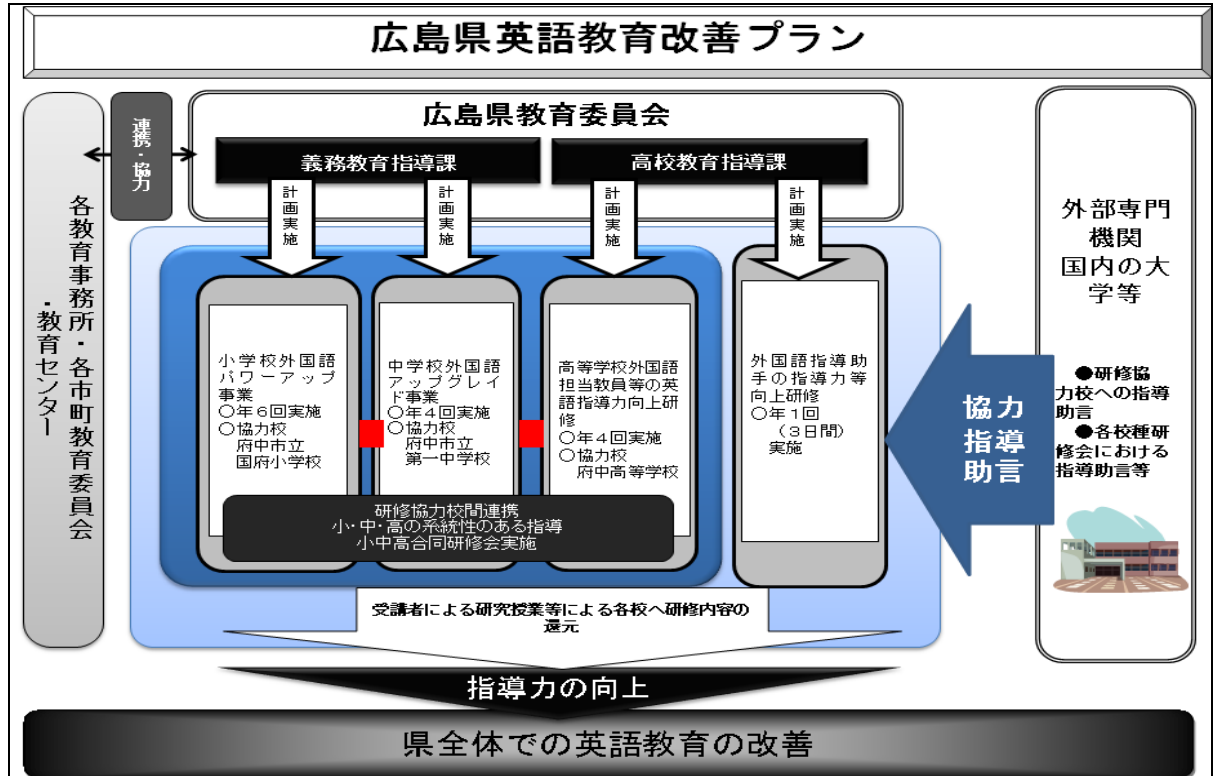 広島県英語教育改善プラン
各教育事務所・各市町教育委員会
・教育センター
連携・協力
広島県教育委員会
義務教育指導課
高校教育指導課
計画実施
計画実施
計画実施
計画実施
小学校外国語
パワーアップ
事業
○年６回実施
○協力校
府中市立
国府小学校
中学校外国語
アップグレイ
ド事業
○年４回実施
○協力校
府中市立
第一中学校
高等学校外国語
担当教員等の英
語指導力向上研
修
○年４回実施
○協力校
府中高等学校
外国語指導助
手の指導力等
向上研修
○年１回
（３日間）
実施
研修協力校間連携
小・中・高の系統性のある指導
小中高合同研修会実施
協力
指導
助言
外部専門
機関
国内の大
学等
●研修協
力校への指導
助言
●各校種研
修会における
指導助言等
受講者による研究授業等による各校へ研修内容の
還元
指導力の向上
県全体での英語教育の改善